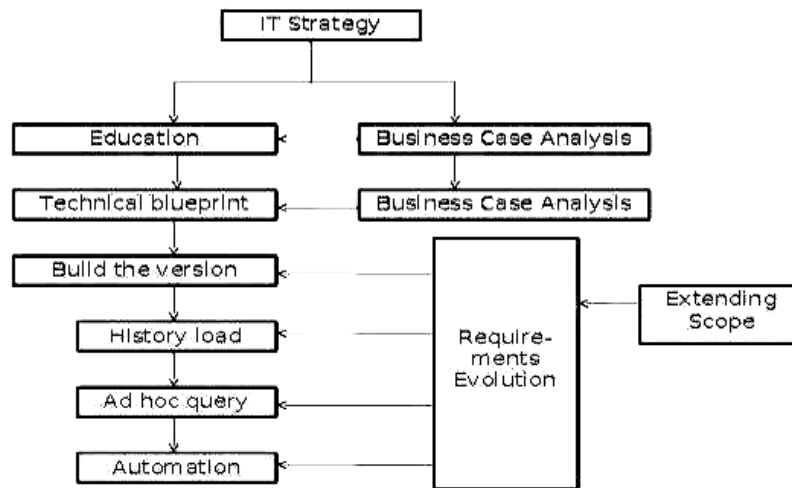 IT Strategy
Education
Business Case Analysis
Technical blueprint
Business Case Analysis
Build the version
Extending
Scope
History load
Require-
ments
Evolution
Ad hoc query
Automation